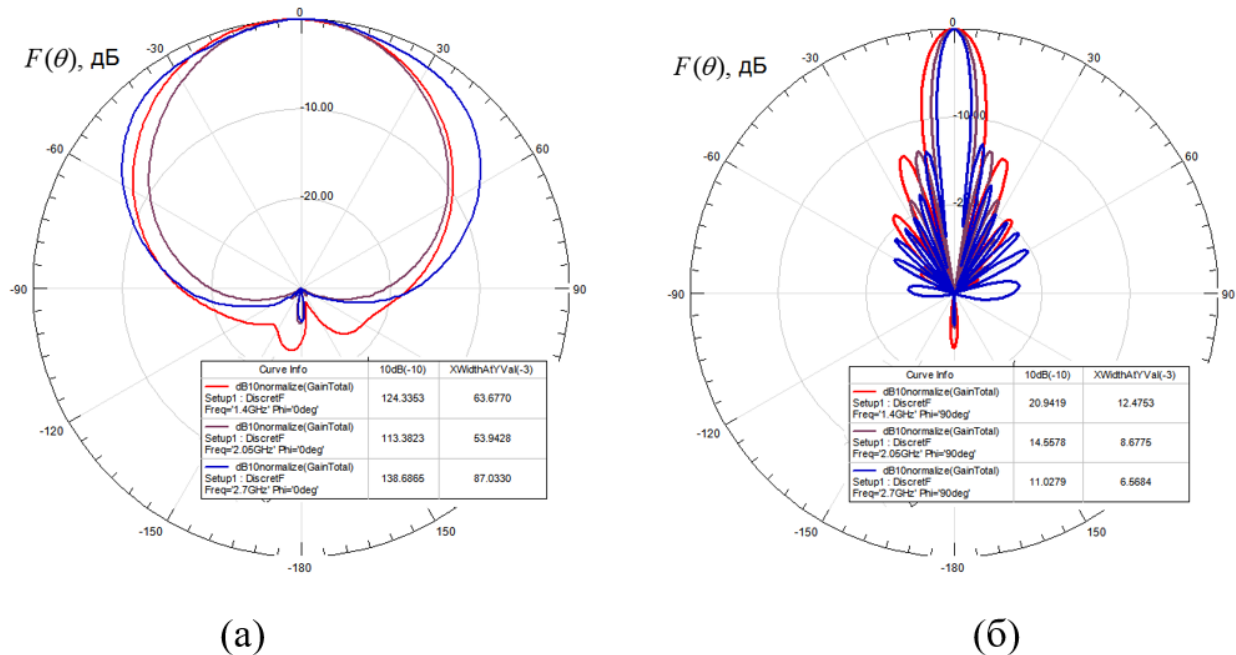 F(θ), дБ
0
-30
30
-10.00
-60
60
-20.00
-90
90
Curve Info
10dB(-10)
XWidthAtYVal(-3)
dB10normalize(GainTotal)
Setup1 : DiscretF
Freq='1.4GHz' Phi='0deg'
124.3353
63.6770
dB10normalize(GainTotal)
Setup1 : DiscretF
Freq='2.05GHz' Phi='0deg'
113.3823
53.9428
dB10normalize(GainTotal)
Setup1 : DiscretF
Freq='2.7GHz' Phi='0deg'
138.6865
87.0330
-120
-150
150
-180
(а)
F(θ), дБ
0
-30
30
-60
60
-90
90
Curve Info
10dB(-10)
XWidthAtYVal(-3)
dB10normalize(GainTotal)
Setup1 : DiscretF
Freq='1.4GHz' Phi='90deg'
20.9419
12.4753
dB10normalize(GainTotal)
Setup1 : DiscretF
Freq='2.05GHz' Phi='90deg'
14.5578
8.6775
dB10normalize(GainTotal)
Setup1 : DiscretF
Freq='2.7GHz' Phi='90deg'
11.0279
6.5684
-120
-150
150
-180
(б)